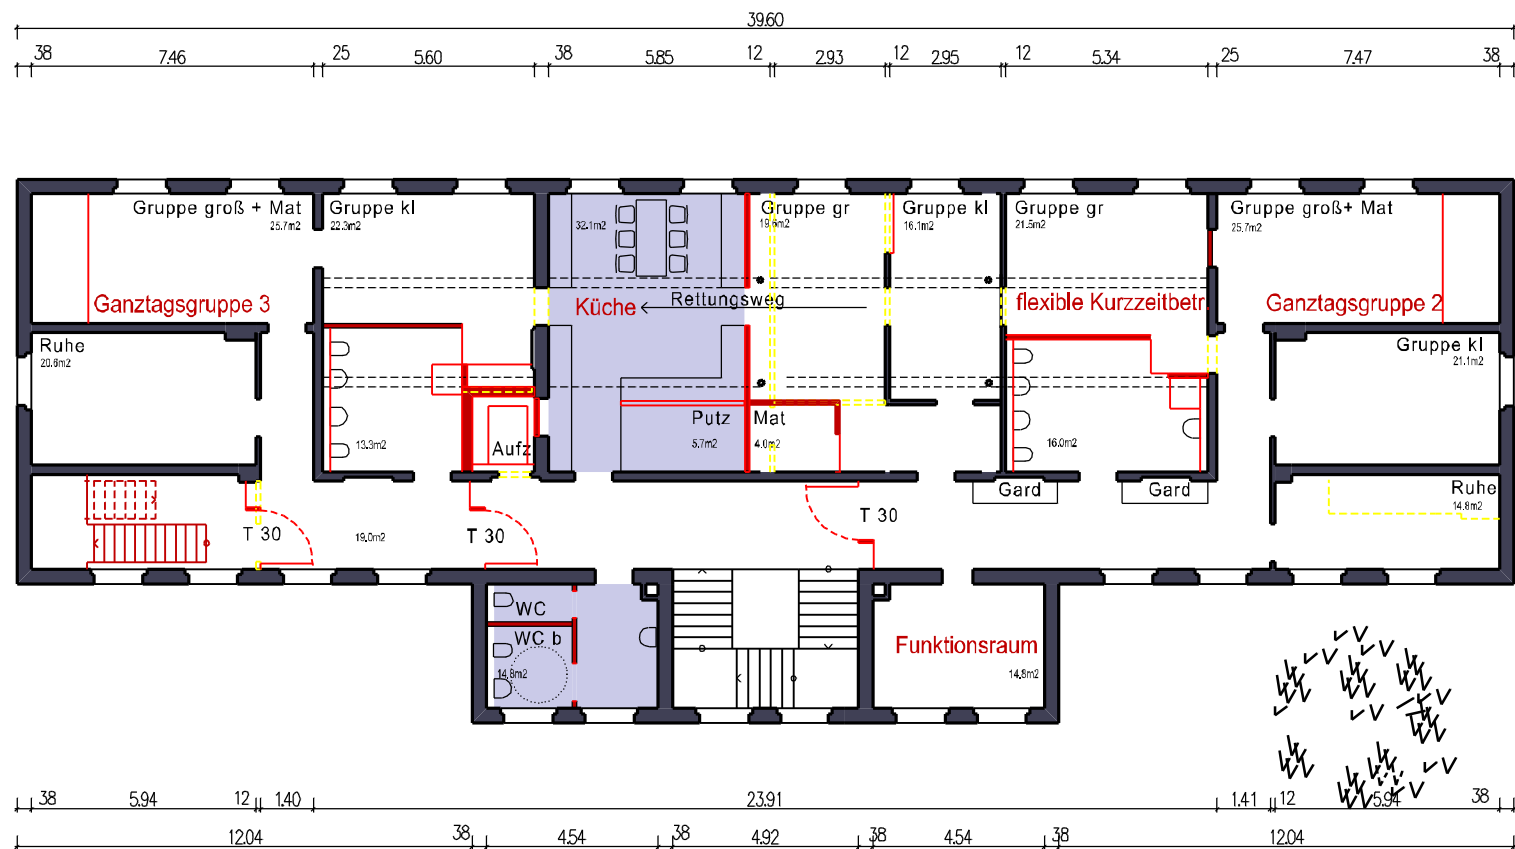 39.60
38 7.46 25 5.60 38 5.85 12 2.93 12 2.95 12 5.34 25 7.47 38
Gruppe groß + Mat
25.7m2
Gruppe kl
22.3m2
32.1m2
Gruppe gr
19.6m2
Gruppe kl
16.1m2
Gruppe gr
21.5m2
Gruppe groß+ Mat
25.7m2
Ganztagsgruppe 3
Küche
Rettungsweg
flexible Kurzzeitbetr.
Ganztagsgruppe 2
Ruhe
20.6m2
Gruppe kl
21.1m2
13.3m2
Aufz
Putz
5.7m2
Mat
4.0m2
16.0m2
Gard
Gard
Ruhe
14.8m2
T 30
19.0m2
T 30
T 30
WC
WC b
14.8m2
Funktionsraum
14.8m2
38 5.94 12 1.40 23.91 1.41 12 5.94 38
12.04 38 4.54 38 4.92 38 4.54 38 12.04